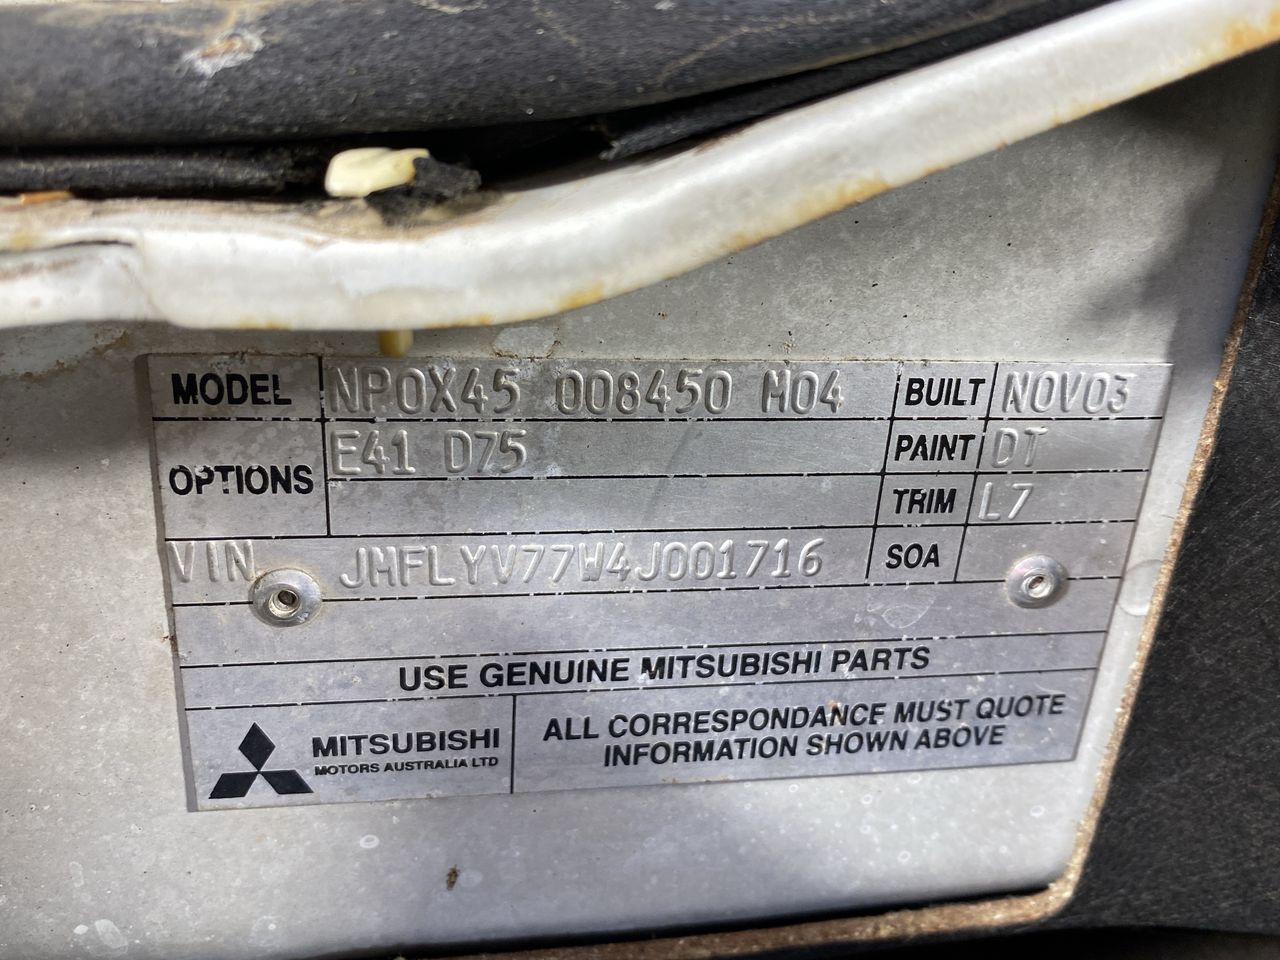 MODEL NP0X45 008450 M04 BUILT NOV03
OPTIONS E41 D75 PAINT DT
TRIM L7
VIN JMFLYV77W4J001716 SOA
USE GENUINE MITSUBISHI PARTS
MITSUBISHI
MOTORS AUSTRALIA LTD
ALL CORRESPONDANCE MUST QUOTE
INFORMATION SHOWN ABOVE